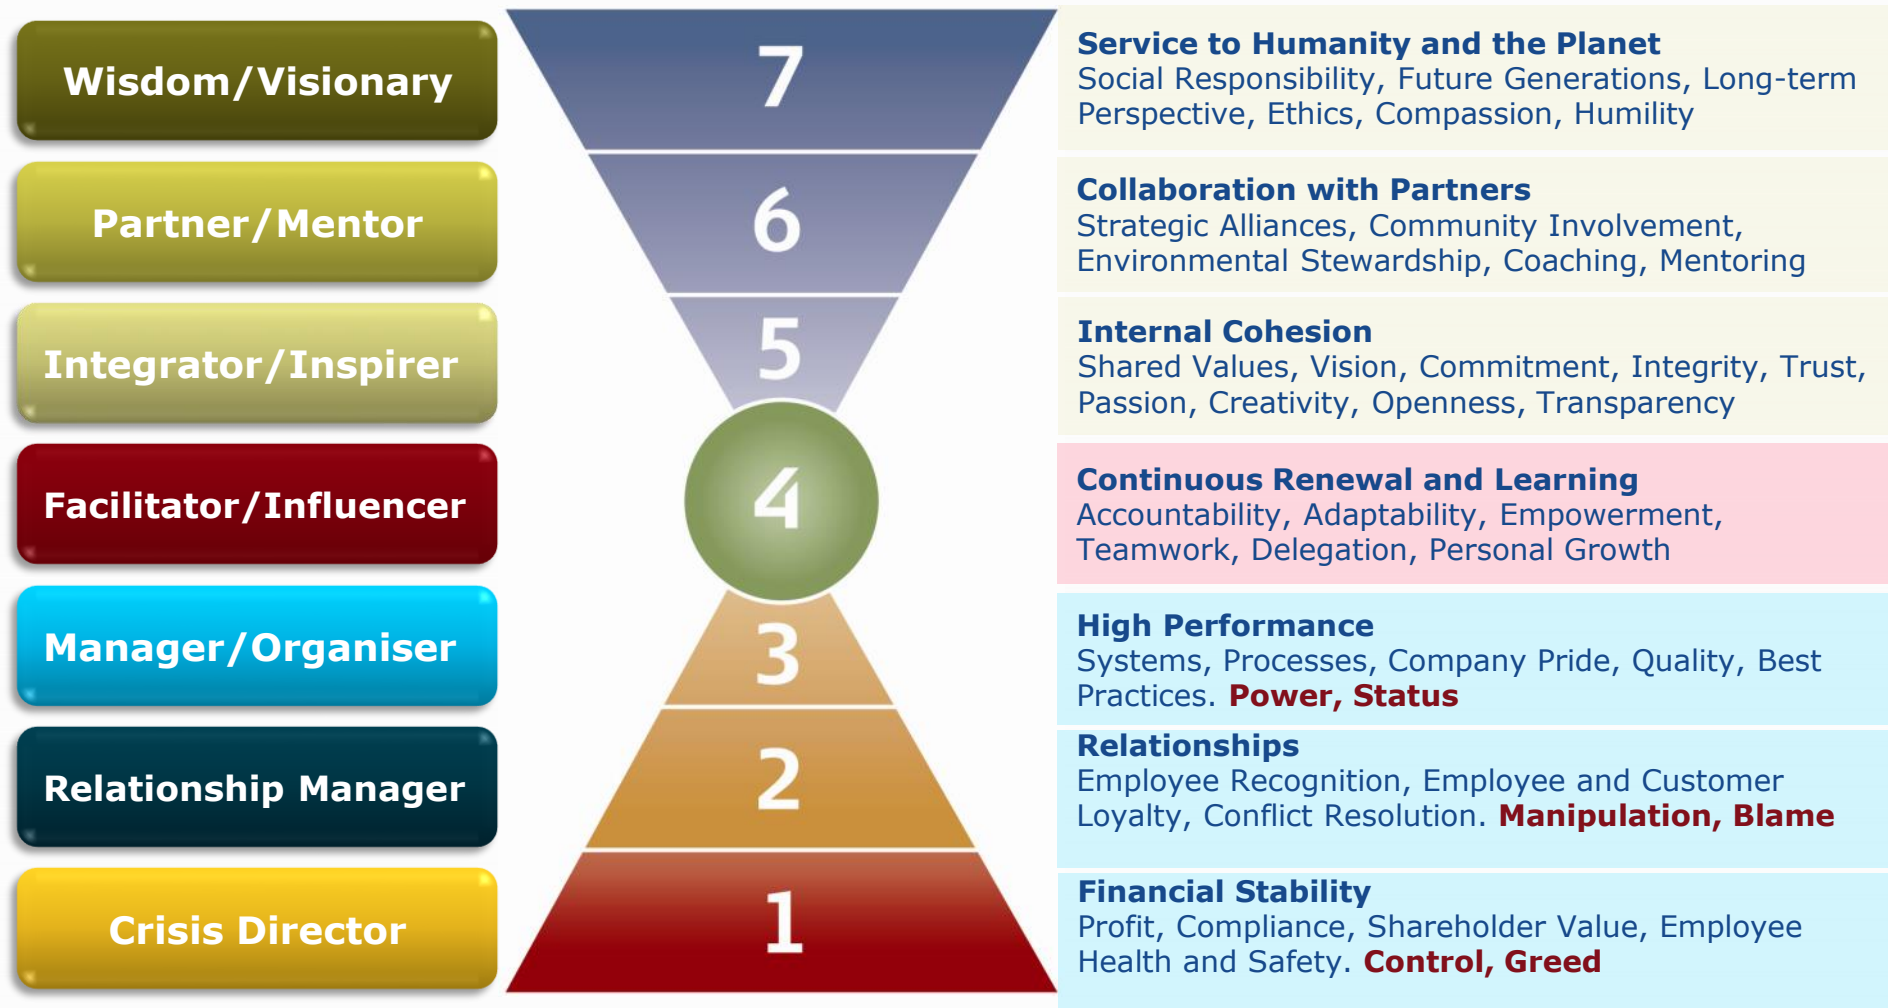 Wisdom/Visionary
7
Service to Humanity and the Planet
Social Responsibility, Future Generations, Long-term
Perspective, Ethics, Compassion, Humility
Partner/Mentor
6
Collaboration with Partners
Strategic Alliances, Community Involvement,
Environmental Stewardship, Coaching, Mentoring
Integrator/Inspirer
5
Internal Cohesion
Shared Values, Vision, Commitment, Integrity, Trust,
Passion, Creativity, Openness, Transparency
Facilitator/Influencer
4
Continuous Renewal and Learning
Accountability, Adaptability, Empowerment,
Teamwork, Delegation, Personal Growth
Manager/Organiser
3
High Performance
Systems, Processes, Company Pride, Quality, Best
Practices. Power, Status
Relationship Manager
2
Relationships
Employee Recognition, Employee and Customer
Loyalty, Conflict Resolution. Manipulation, Blame
Crisis Director
1
Financial Stability
Profit, Compliance, Shareholder Value, Employee
Health and Safety. Control, Greed